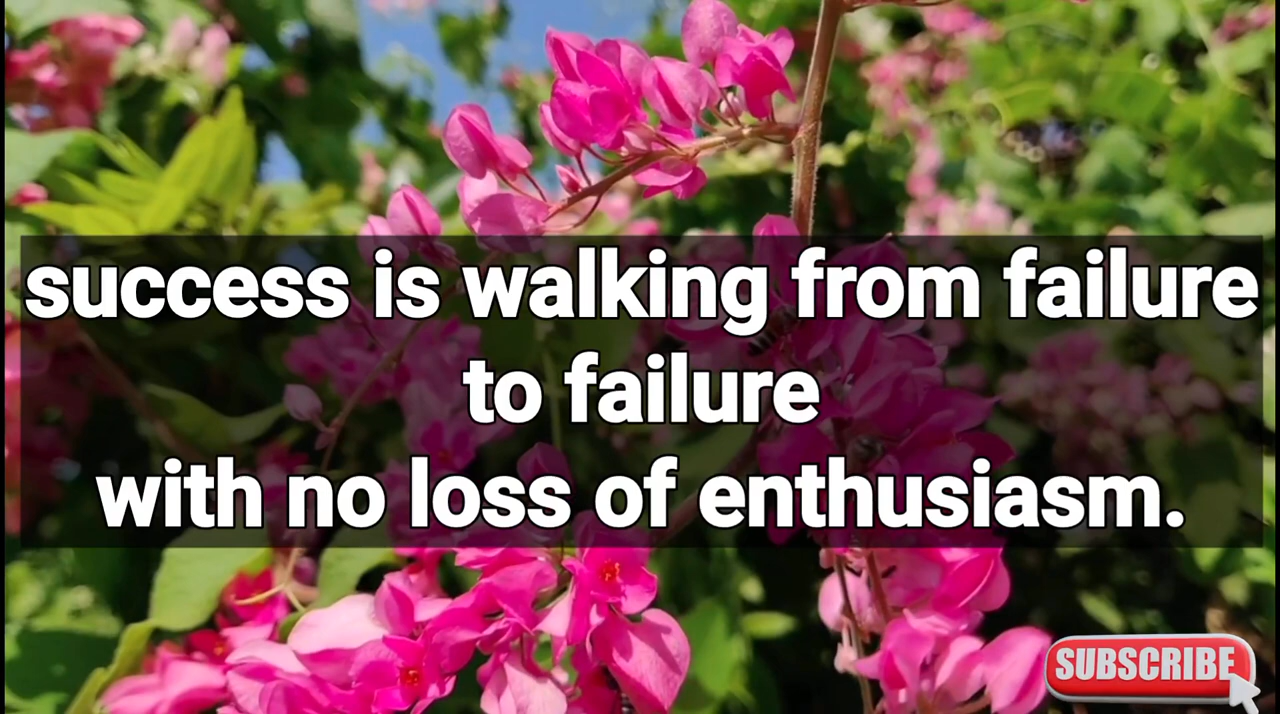 success is walking from failure
to failure
with no loss of enthusiasm.
SUBSCRIBE